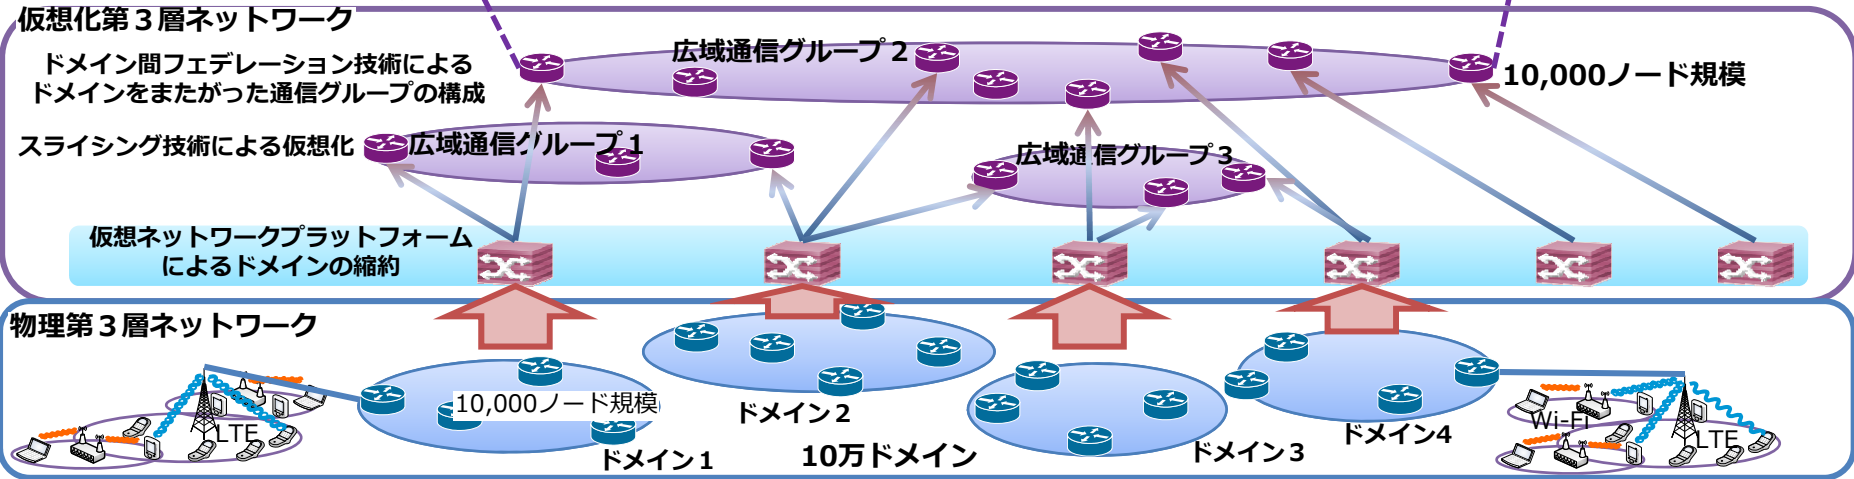 仮想化第３層ネットワーク
ドメイン間フェデレーション技術による
ドメインをまたがった通信グループの構成
広域通信グループ２
10,000ノード規模
スライシング技術による仮想化
広域通信グループ１
広域通信グループ３
仮想ネットワークプラットフォーム
によるドメインの縮約
物理第３層ネットワーク
LTE
10,000ノード規模
ドメイン１
ドメイン２
10万ドメイン
ドメイン３
ドメイン4
Wi-Fi
LTE